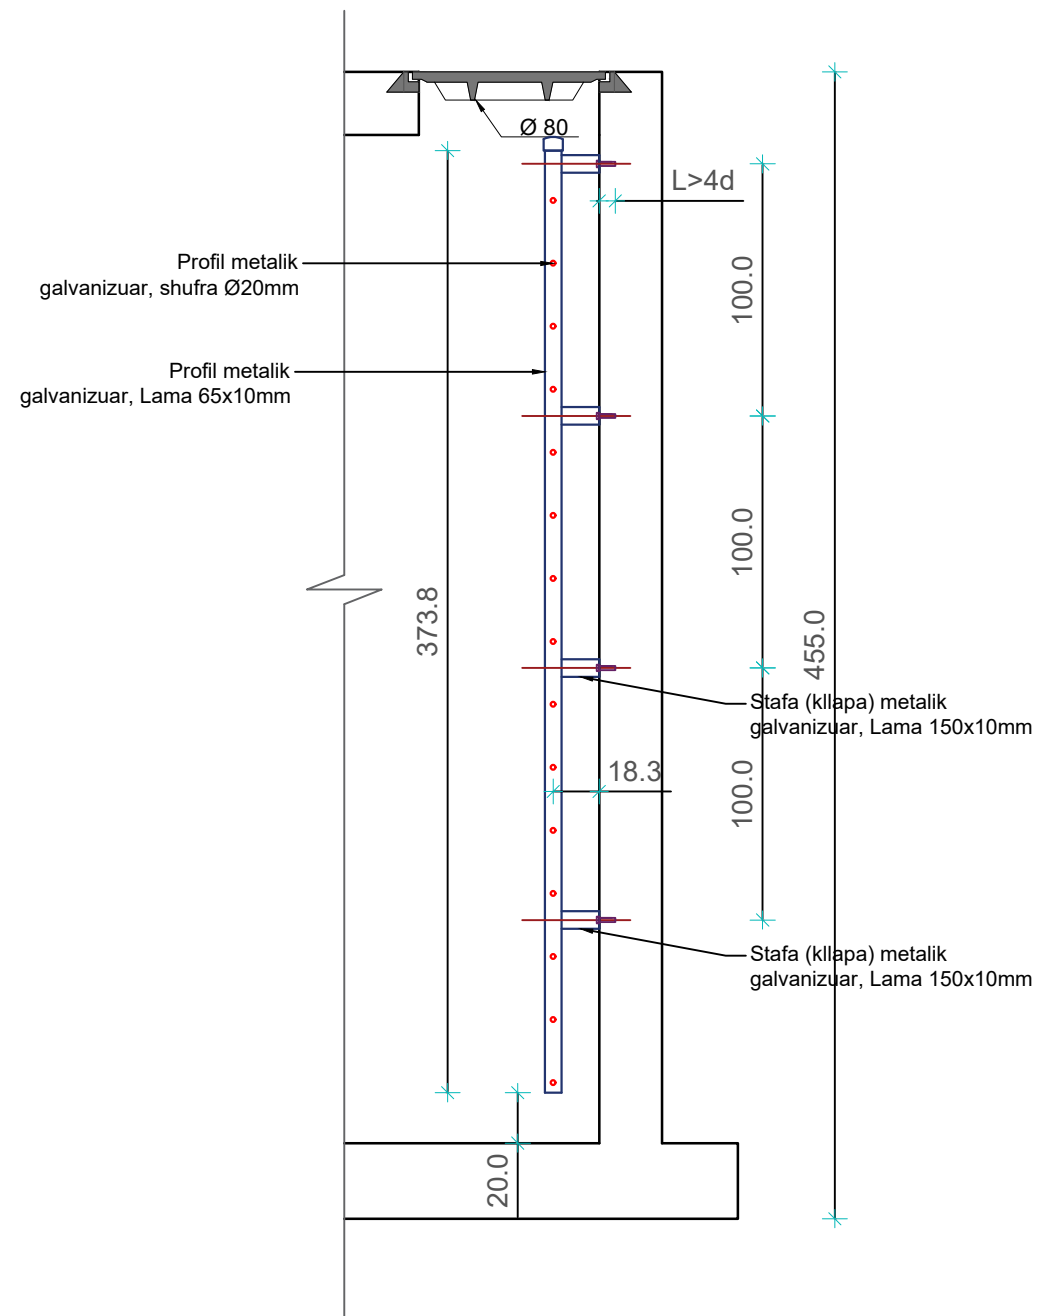 Ø 80
L>4d
Profil metalik
galvanizuar, shufra Ø20mm
100.0
Profil metalik
galvanizuar, Lama 65x10mm
100.0
373.8
455.0
Stafa (kllapa) metalik
galvanizuar, Lama 150x10mm
18.3
100.0
Stafa (kllapa) metalik
galvanizuar, Lama 150x10mm
20.0